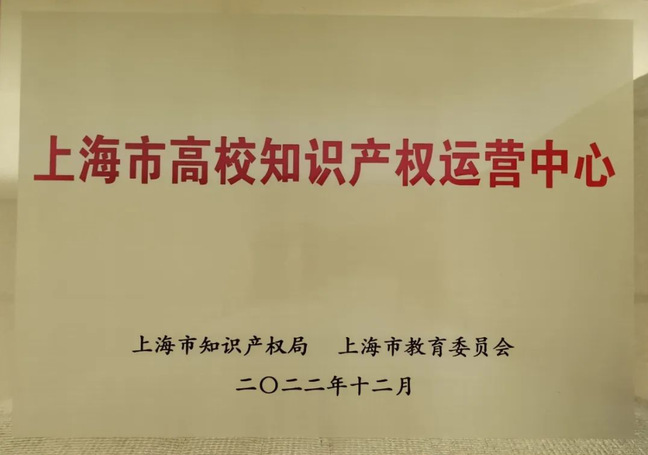 上海市高校知识产权运营中心
上海市知识产权局 上海市教育委员会
二〇二二年十二月